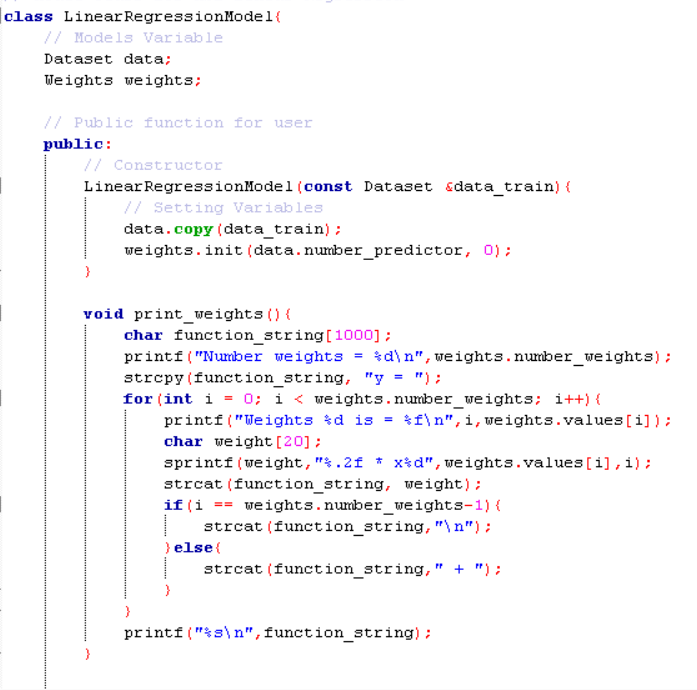 class LinearRegressionModel{
    // Models Variable
    Dataset data;
    Weights weights;

    // Public function for user
    public:
        // Constructor
        LinearRegressionModel(const Dataset &data_train){
            // Setting Variables
            data.copy(data_train);
            weights.init(data.number_predictor, 0);
        }

        void print_weights(){
            char function_string[1000];
            printf("Number weights = %d\n",weights.number_weights);
            strcpy(function_string, "y = ");
            for(int i = 0; i < weights.number_weights; i++){
                printf("Weights %d is = %f\n",i,weights.values[i]);
                char weight[20];
                sprintf(weight,"%.2f * x%d",weights.values[i],i);
                strcat(function_string, weight);
                if(i == weights.number_weights-1){
                    strcat(function_string,"\n");
                }else{
                    strcat(function_string," + ");
                }
            }
            printf("%s\n",function_string);
        }